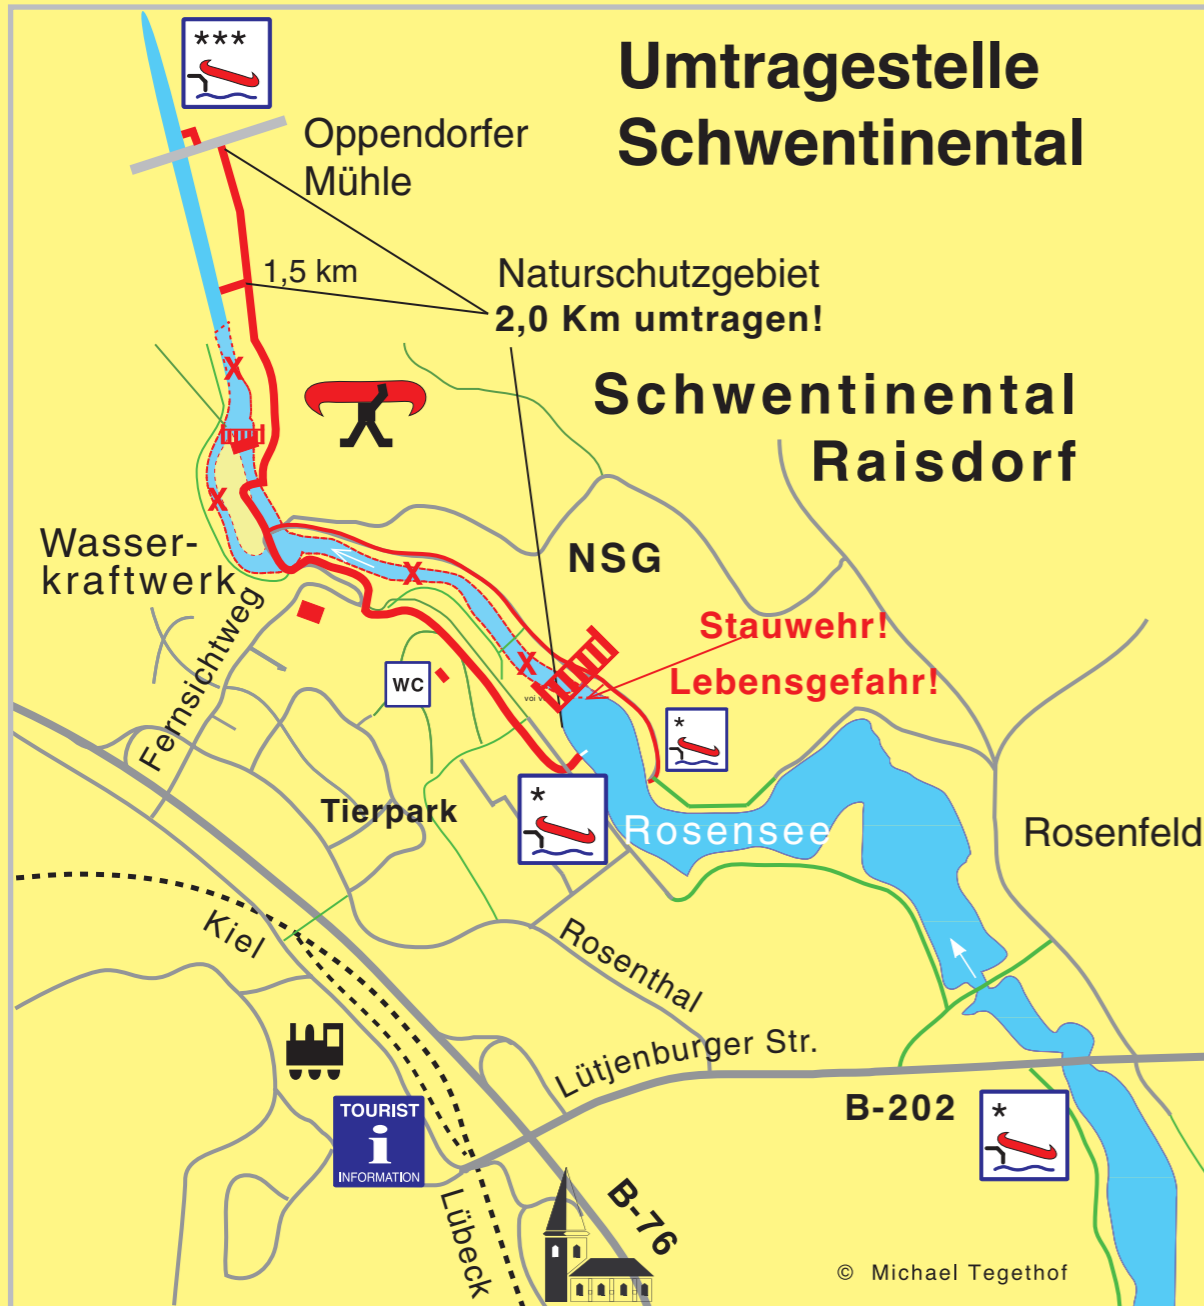 ***
Umtragestelle
Schwentinental
Oppendorfer
Mühle
1,5 km
Naturschutzgebiet
2,0 Km umtragen!
Schwentinental
Raisdorf
X
X
Wasser-
kraftwerk
NSG
X
Stauwehr!
X
Lebensgefahr!
Fernsichtweg
WC
*
*
Tierpark
Rosensee
Rosenfeld
Kiel
Rosenthal
Lütjenburger Str.
B-202
*
TOURIST
i
INFORMATION
Lübeck
B-76
© Michael Tegethof